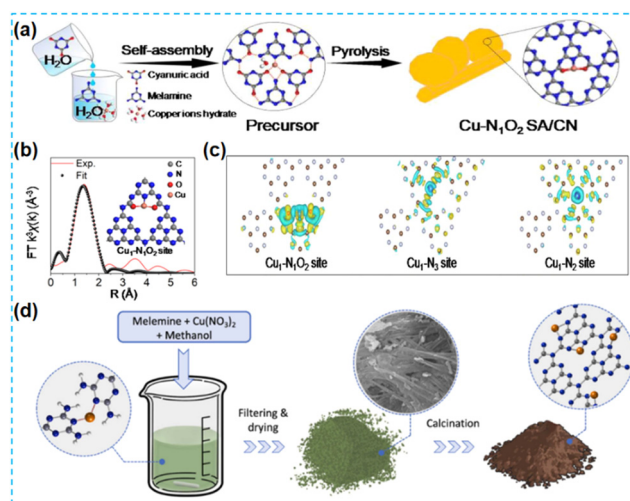 (a)
H₂O
H₂O
Self-assembly
Cyanuric acid
Melamine
Copper ions hydrate
Precursor
Pyrolysis
Cu-N₁O₂ SA/CN
(b)
Exp.
Fit
C
N
O
Cu
Cu₁-N₁O₂ site
FT k³χ(k) (Å⁻³)
0 1 2 3 4 5 6
R (Å)
(c)
Cu₁-N₁O₂ site
Cu₁-N₃ site
Cu₁-N₂ site
(d)
Melemine + Cu(NO₃)₂
+ Methanol
Filtering &
drying
Calcination